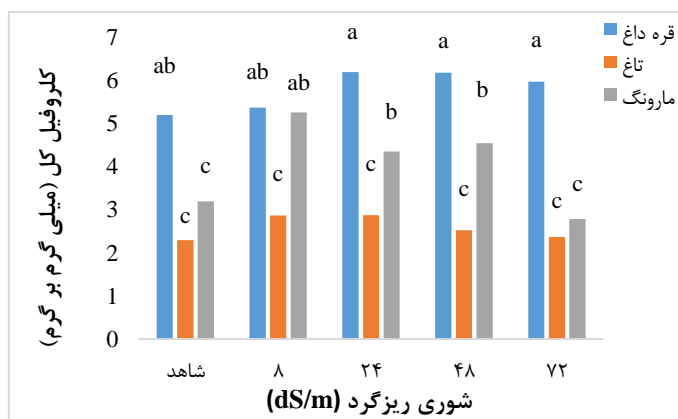 کلروفیل کل (میلی گرم بر گرم)
7
6
5
4
3
2
1
0
ab
c
c
ab
c
ab
a
c
b
a
c
b
a
c
c
شاهد
۸
۲۴
۴۸
۷۲
شوری ریزگرد (dS/m)
قره داغ
تاغ
مارونگ